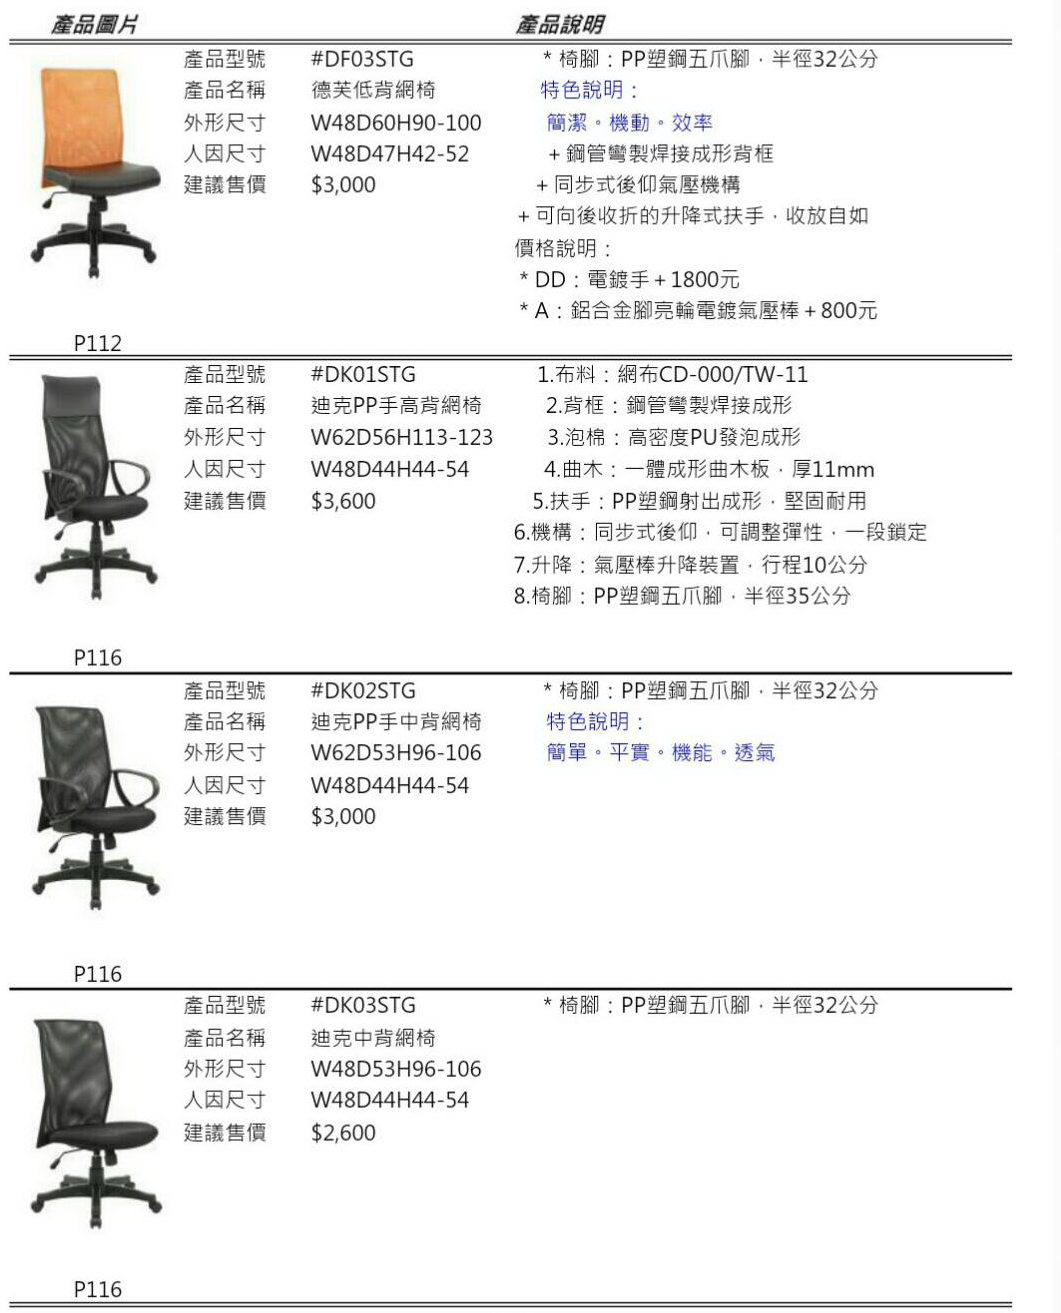 產品圖片 產品說明
產品型號 #DF03STG * 椅腳：PP塑鋼五爪腳，半徑32公分
產品名稱 德芙低背網椅 特色說明：
外形尺寸 W48D60H90-100 簡潔。機動。效率
人因尺寸 W48D47H42-52 + 鋼管彎製焊接成形背框
建議售價 $3,000 + 同步式後仰氣壓機構
+ 可向後收折的升降式扶手，收放自如
價格說明：
* DD：電鍍手+1800元
* A：鋁合金腳亮輪電鍍氣壓棒+800元
P112
產品型號 #DK01STG 1.布料：網布CD-000/TW-11
產品名稱 迪克PP手高背網椅 2.背框：鋼管彎製焊接成形
外形尺寸 W62D56H113-123 3.泡棉：高密度PU發泡成形
人因尺寸 W48D44H44-54 4.曲木：一體成形曲木板，厚11mm
建議售價 $3,600 5.扶手：PP塑鋼射出成形，堅固耐用
6.機構：同步式後仰，可調整彈性，一段鎖定
7.升降：氣壓棒升降裝置，行程10公分
8.椅腳：PP塑鋼五爪腳，半徑35公分
P116
產品型號 #DK02STG * 椅腳：PP塑鋼五爪腳，半徑32公分
產品名稱 迪克PP手中背網椅 特色說明：
外形尺寸 W62D53H96-106 簡單。平實。機能。透氣
人因尺寸 W48D44H44-54
建議售價 $3,000
P116
產品型號 #DK03STG * 椅腳：PP塑鋼五爪腳，半徑32公分
產品名稱 迪克中背網椅
外形尺寸 W48D53H96-106
人因尺寸 W48D44H44-54
建議售價 $2,600
P116